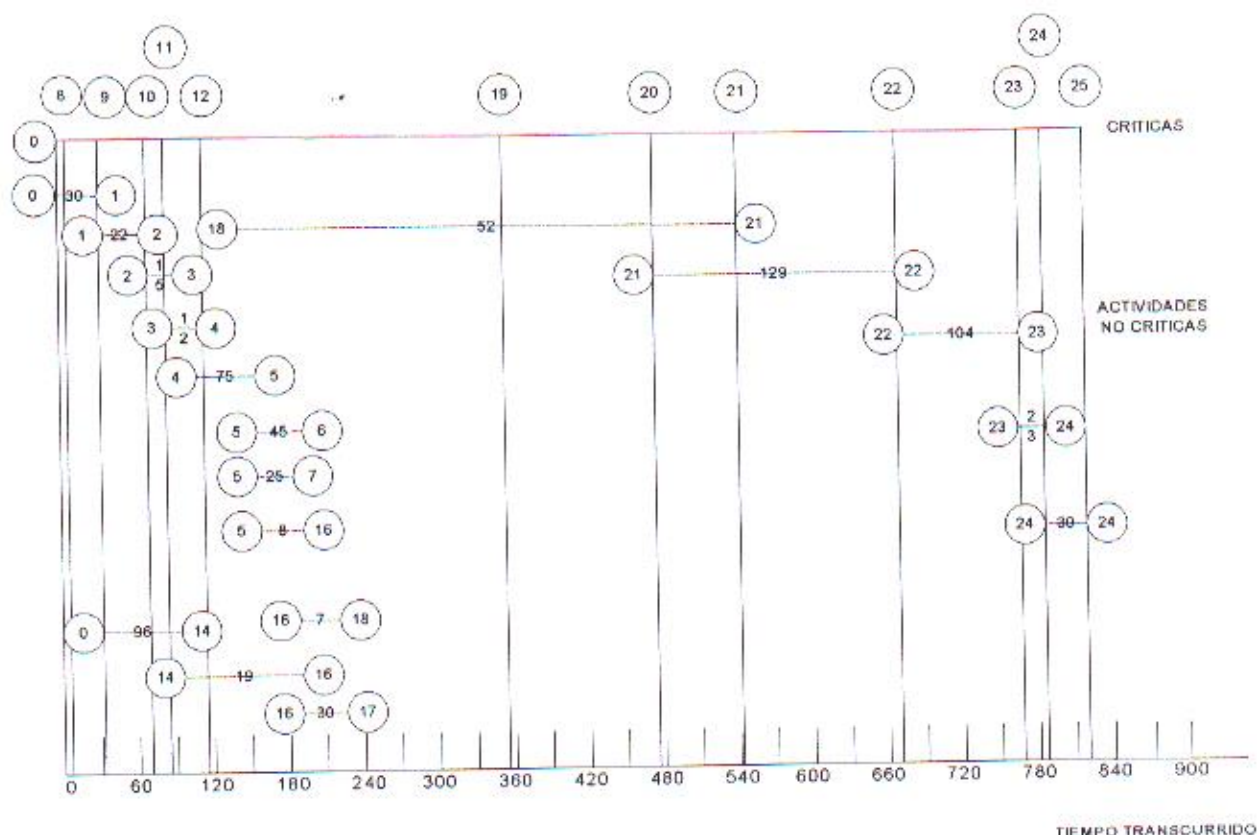 24
11
8 9 10 12 19 20 21 22 23 25
0 CRITICAS
0 30 1
1 22 2 18 52 21
2 1 5 3 21 129 22
3 1 2 4 22 104 23
ACTIVIDADES
NO CRITICAS
4 75 5
5 45 6 23 2 3 24
5 25 7
5 8 16 24 30 24
16 7 18
0 96 14
14 19 16
16 30 17
0 60 120 180 240 300 360 420 480 540 600 660 720 780 840 900
TIEMPO TRANSCURRIDO